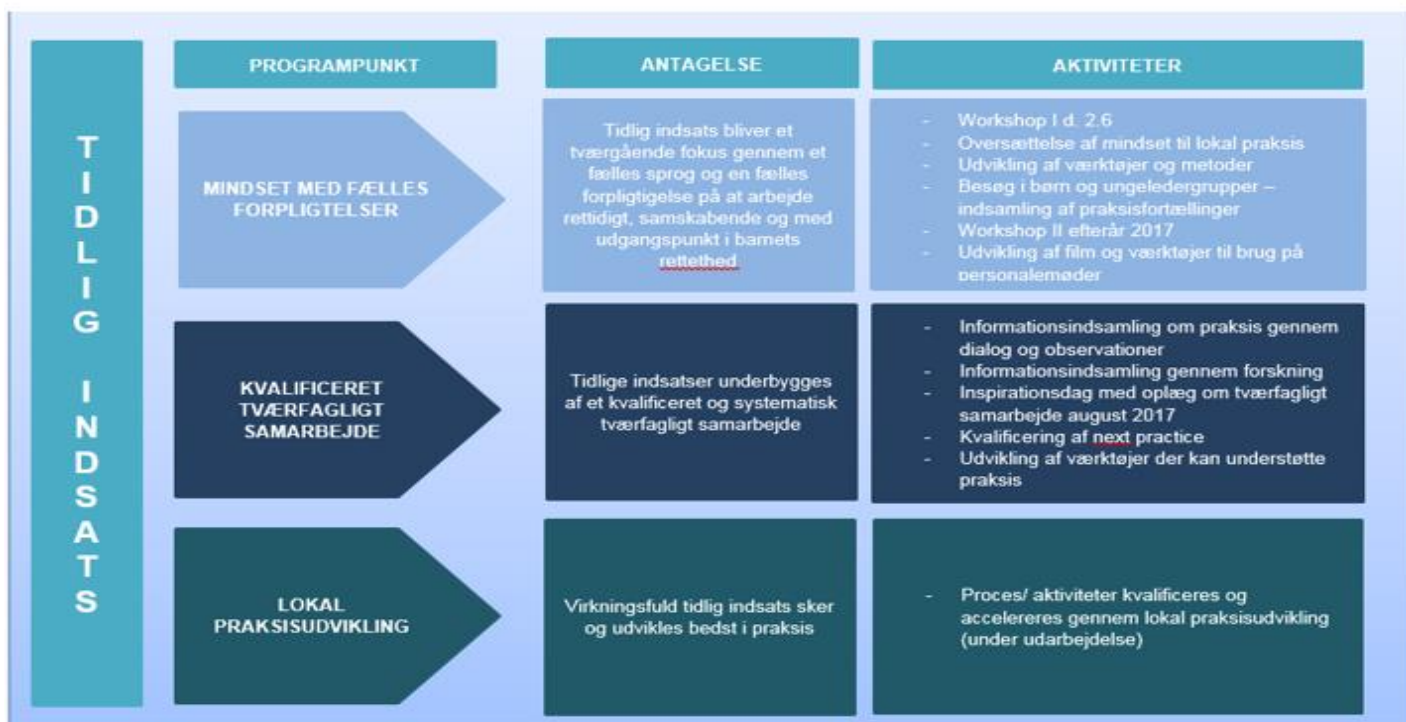 TIDLIG INDSATS
PROGRAMPUNKT
ANTAGELSE
AKTIVITETER
MINDSET MED FÆLLES
FORPLIGTELSER
Tidlig indsats bliver et
tværgående fokus gennem et
fælles sprog og en fælles
forpligtigelse på at arbejde
rettidigt, samskabende og med
udgangspunkt i barnets
rettethed
- Workshop I d. 2.6
- Oversættelse af mindset til lokal praksis
- Udvikling af værktøjer og metoder
- Besøg i børn og ungeledergrupper –
indsamling af praksisfortællinger
- Workshop II efterår 2017
- Udvikling af film og værktøjer til brug på
personalemøder
KVALIFICERET
TVÆRFAGLIGT
SAMARBEJDE
Tidlige indsatser underbygges
af et kvalificeret og systematisk
tværfagligt samarbejde
- Informationsindsamling om praksis gennem
dialog og observationer
- Informationsindsamling gennem forskning
- Inspirationsdag med oplæg om tværfagligt
samarbejde august 2017
- Kvalificering af next practice
- Udvikling af værktøjer der kan understøtte
praksis
LOKAL
PRAKSISUDVIKLING
Virkningsfuld tidlig indsats sker
og udvikles bedst i praksis
- Proces/ aktiviteter kvalificeres og
accelereres gennem lokal praksisudvikling
(under udarbejdelse)